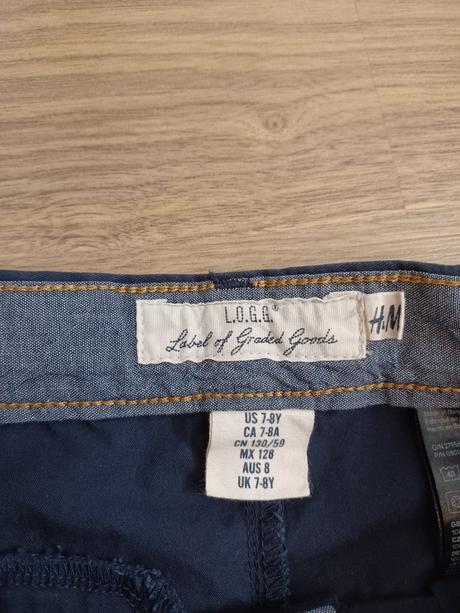 L.O.G.G.®
Label of Graded Goods
H&M
US 7-8Y
CA 7-8A
CN 130/59
MX 128
AUS 8
UK 7-8Y
40